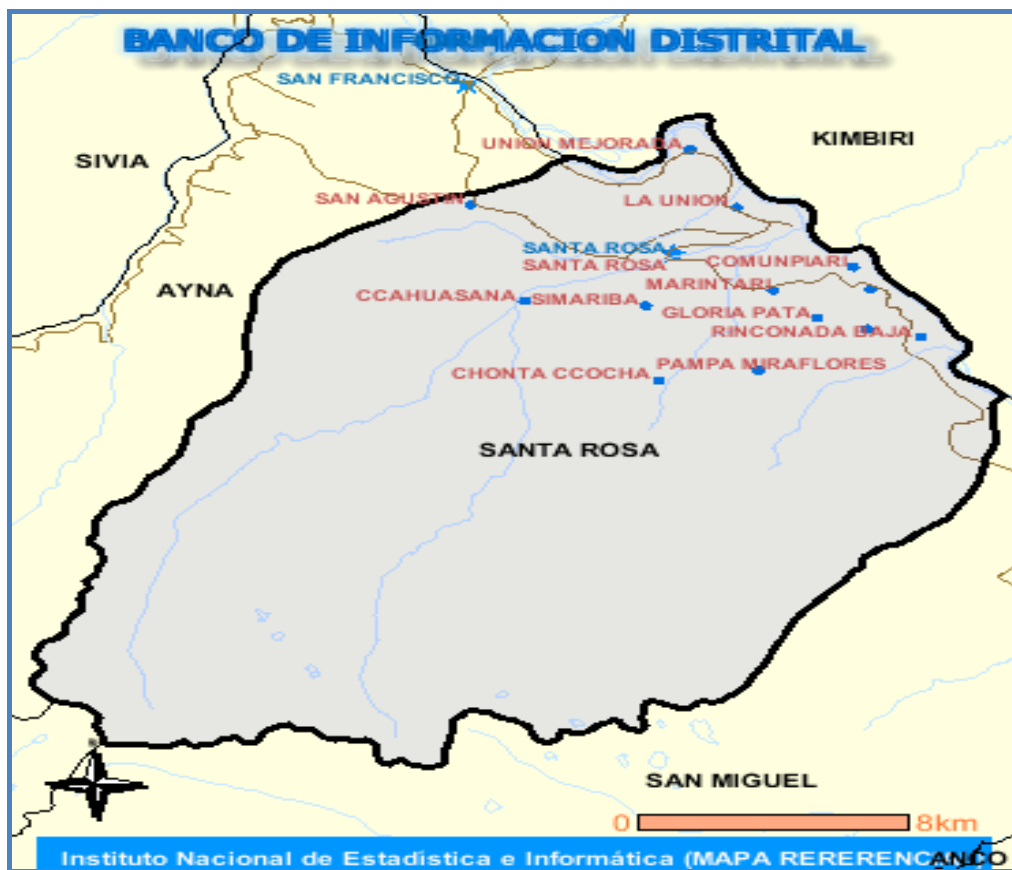 BANCO DE INFORMACION DISTRITAL
SAN FRANCISCO
KIMBIRI
UNION MEJORADA
SIVIA
SAN AGUSTIN
LA UNION
SANTA ROSA
COMUNPIARI
SANTA ROSA
MARINTARI
AYNA
CCAHUASANA
SIMARIBA
GLORIA PATA
RINCONADA BAJA
PAMPA MIRAFLORES
CHONTA CCOCHA
SANTA ROSA
SAN MIGUEL
0 8km
Instituto Nacional de Estadística e Informática (MAPA RERERENC
ANCO